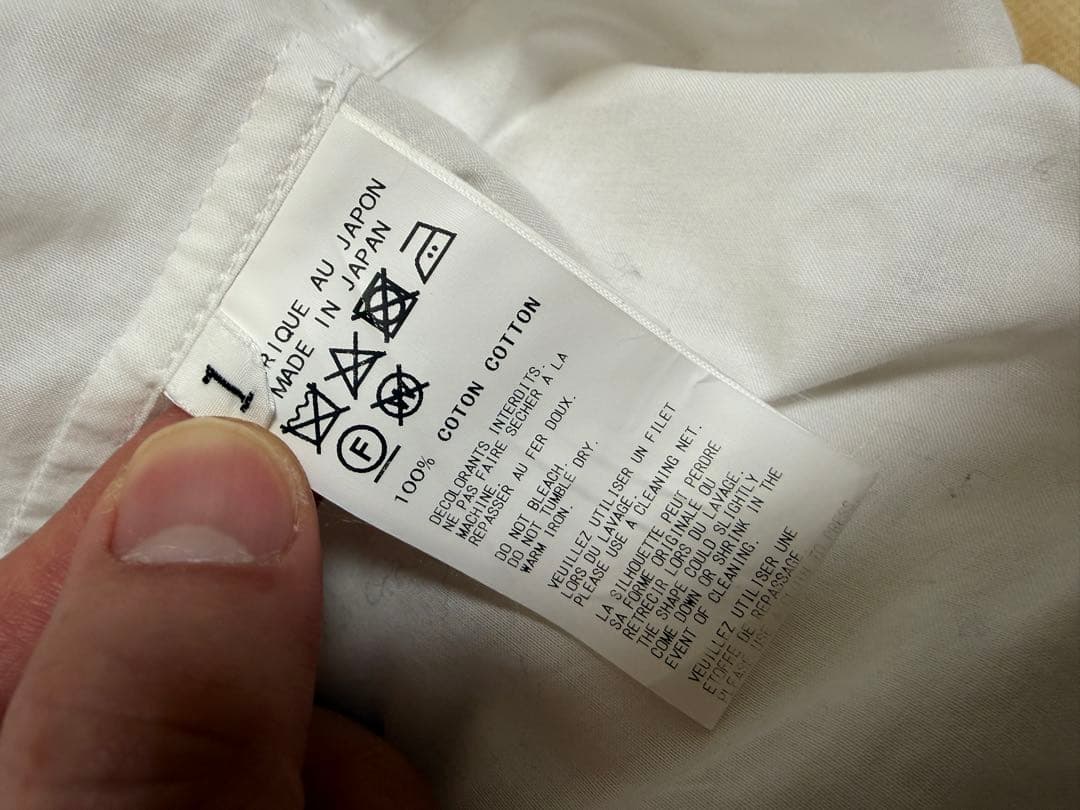 1
RIQUE AU JAPON
MADE IN JAPAN
F
W
100% COTON COTTON
DECOLORANTS INTERDITS.
NE PAS FAIRE SECHER À LA
MACHINE.
REPASSER AU FER DOUX.
DO NOT BLEACH.
DO NOT TUMBLE DRY.
WARM IRON.
VEUILLEZ UTILISER UN FILET
LORS DU LAVAGE.
PLEASE USE A CLEANING NET.
LA SILHOUETTE PEUT PERDRE
SA FORME ORIGINALE OU
RETRECIR LORS DU LAVAGE.
THE SHAPE COULD SLIGHTLY
COME DOWN OR SHRINK IN THE
EVENT OF CLEANING.
VEUILLEZ UTILISER UNE
ETOFFE DE REPASSAGE
PLEASE USE A